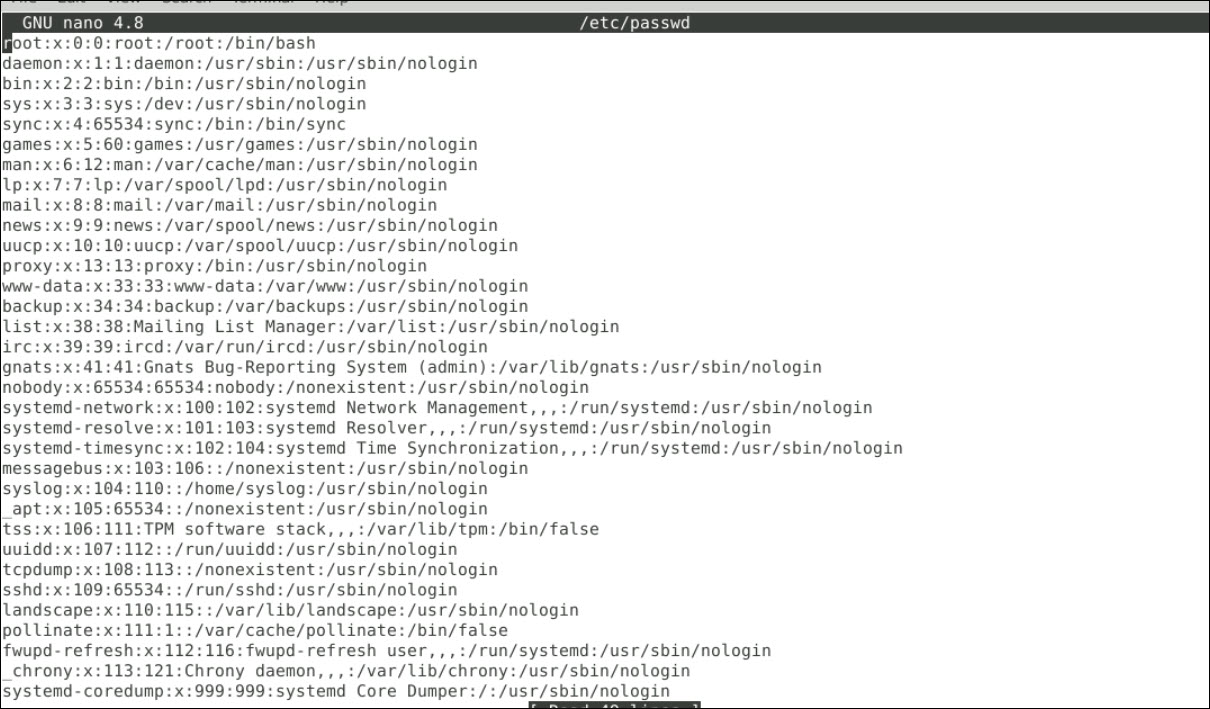 GNU nano 4.8 /etc/passwd
root:x:0:0:root:/root:/bin/bash
daemon:x:1:1:daemon:/usr/sbin:/usr/sbin/nologin
bin:x:2:2:bin:/bin:/usr/sbin/nologin
sys:x:3:3:sys:/dev:/usr/sbin/nologin
sync:x:4:65534:sync:/bin:/bin/sync
games:x:5:60:games:/usr/games:/usr/sbin/nologin
man:x:6:12:man:/var/cache/man:/usr/sbin/nologin
lp:x:7:7:lp:/var/spool/lpd:/usr/sbin/nologin
mail:x:8:8:mail:/var/mail:/usr/sbin/nologin
news:x:9:9:news:/var/spool/news:/usr/sbin/nologin
uucp:x:10:10:uucp:/var/spool/uucp:/usr/sbin/nologin
proxy:x:13:13:proxy:/bin:/usr/sbin/nologin
www-data:x:33:33:www-data:/var/www:/usr/sbin/nologin
backup:x:34:34:backup:/var/backups:/usr/sbin/nologin
list:x:38:38:Mailing List Manager:/var/list:/usr/sbin/nologin
irc:x:39:39:ircd:/var/run/ircd:/usr/sbin/nologin
gnats:x:41:41:Gnats Bug-Reporting System (admin):/var/lib/gnats:/usr/sbin/nologin
nobody:x:65534:65534:nobody:/nonexistent:/usr/sbin/nologin
systemd-network:x:100:102:systemd Network Management,,,:/run/systemd:/usr/sbin/nologin
systemd-resolve:x:101:103:systemd Resolver,,,:/run/systemd:/usr/sbin/nologin
systemd-timesync:x:102:104:systemd Time Synchronization,,,:/run/systemd:/usr/sbin/nologin
messagebus:x:103:106::/nonexistent:/usr/sbin/nologin
syslog:x:104:110::/home/syslog:/usr/sbin/nologin
_apt:x:105:65534::/nonexistent:/usr/sbin/nologin
tss:x:106:111:TPM software stack,,,:/var/lib/tpm:/bin/false
uuidd:x:107:112::/run/uuidd:/usr/sbin/nologin
tcpdump:x:108:113::/nonexistent:/usr/sbin/nologin
sshd:x:109:65534::/run/sshd:/usr/sbin/nologin
landscape:x:110:115::/var/lib/landscape:/usr/sbin/nologin
pollinate:x:111:1::/var/cache/pollinate:/bin/false
fwupd-refresh:x:112:116:fwupd-refresh user,,,:/run/systemd:/usr/sbin/nologin
_chrony:x:113:121:Chrony daemon,,,:/var/lib/chrony:/usr/sbin/nologin
systemd-coredump:x:999:999:systemd Core Dumper:/:/usr/sbin/nologin